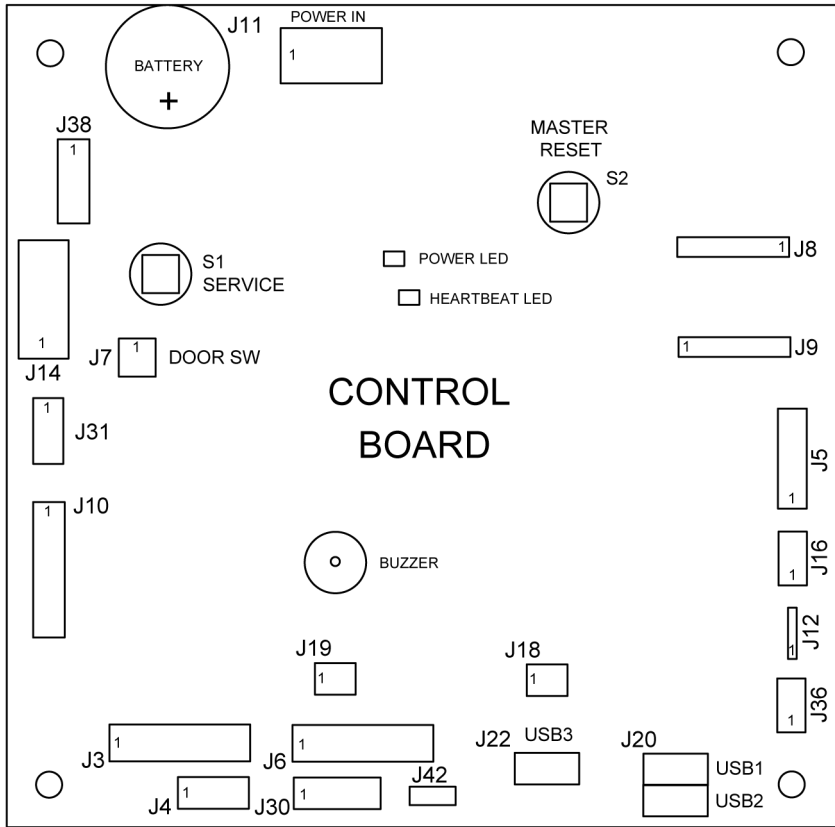 J11
POWER IN
1
BATTERY
+
J38
1
MASTER
RESET
S2
S1
SERVICE
POWER LED
HEARTBEAT LED
1
J8
1
J14
J7
1
DOOR SW
1
J9
CONTROL
BOARD
J31
1
J5
1
J10
1
BUZZER
J16
1
J12
1
J19
1
J18
1
J36
1
J3
1
J6
1
J22
USB3
J20
USB1
USB2
J4
1
J30
1
J42